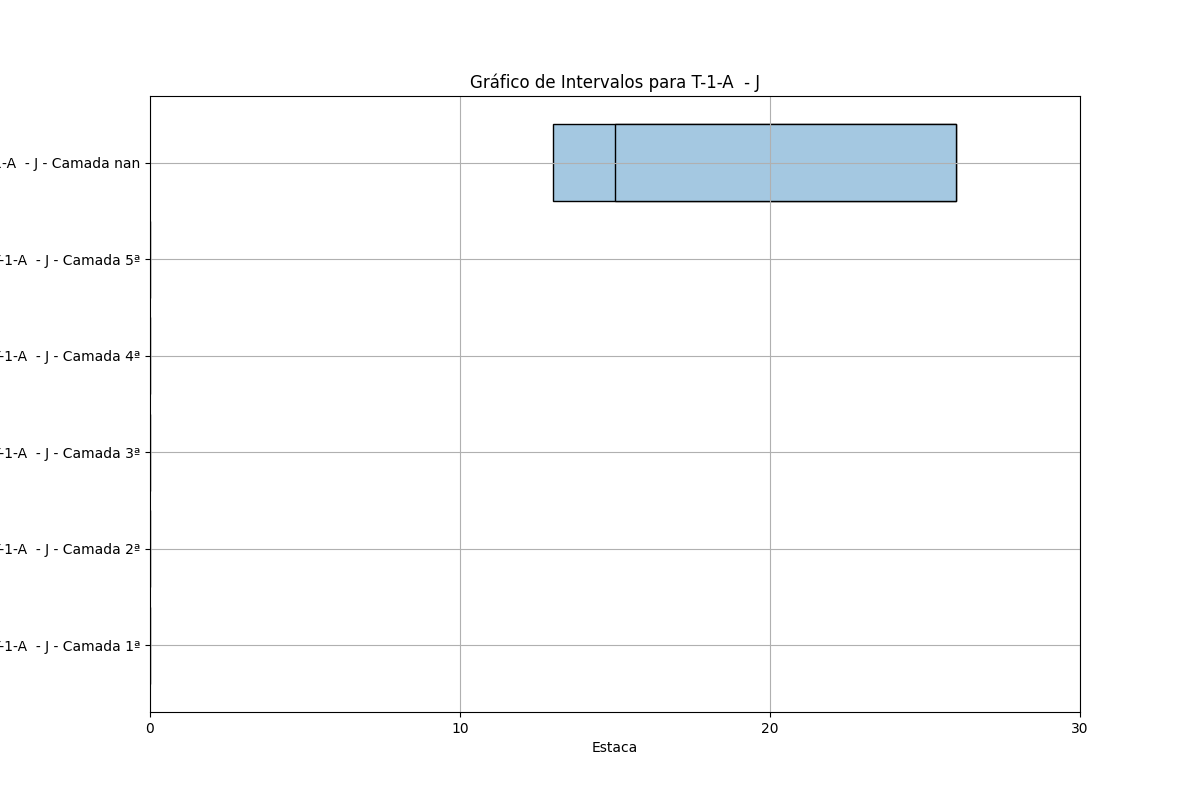 Gráfico de Intervalos para T-1-A  - J
-A  - J - Camada nan
-1-A  - J - Camada 5ª
-1-A  - J - Camada 4ª
-1-A  - J - Camada 3ª
-1-A  - J - Camada 2ª
-1-A  - J - Camada 1ª
0 10 20 30
Estaca